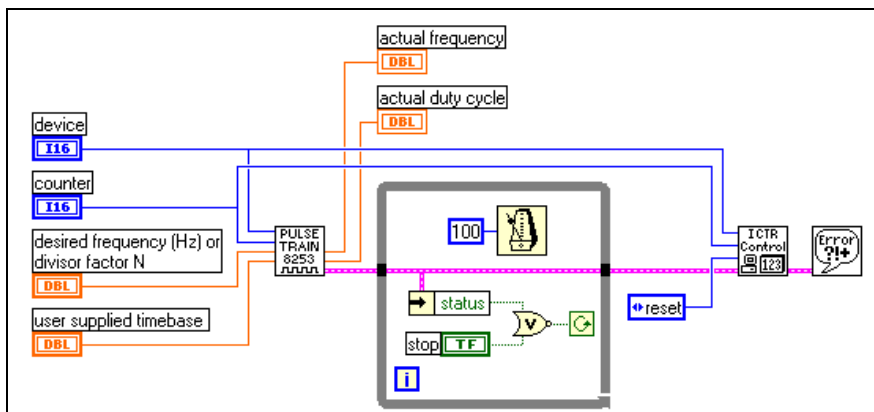 actual frequency
DBL
actual duty cycle
DBL
device
I16
counter
I16
desired frequency (Hz) or
divisor factor N
DBL
user supplied timebase
DBL
PULSE
TRAIN
8253
100
status
stop
TF
V
i
ICTR
Control
123
reset
Error
?!+